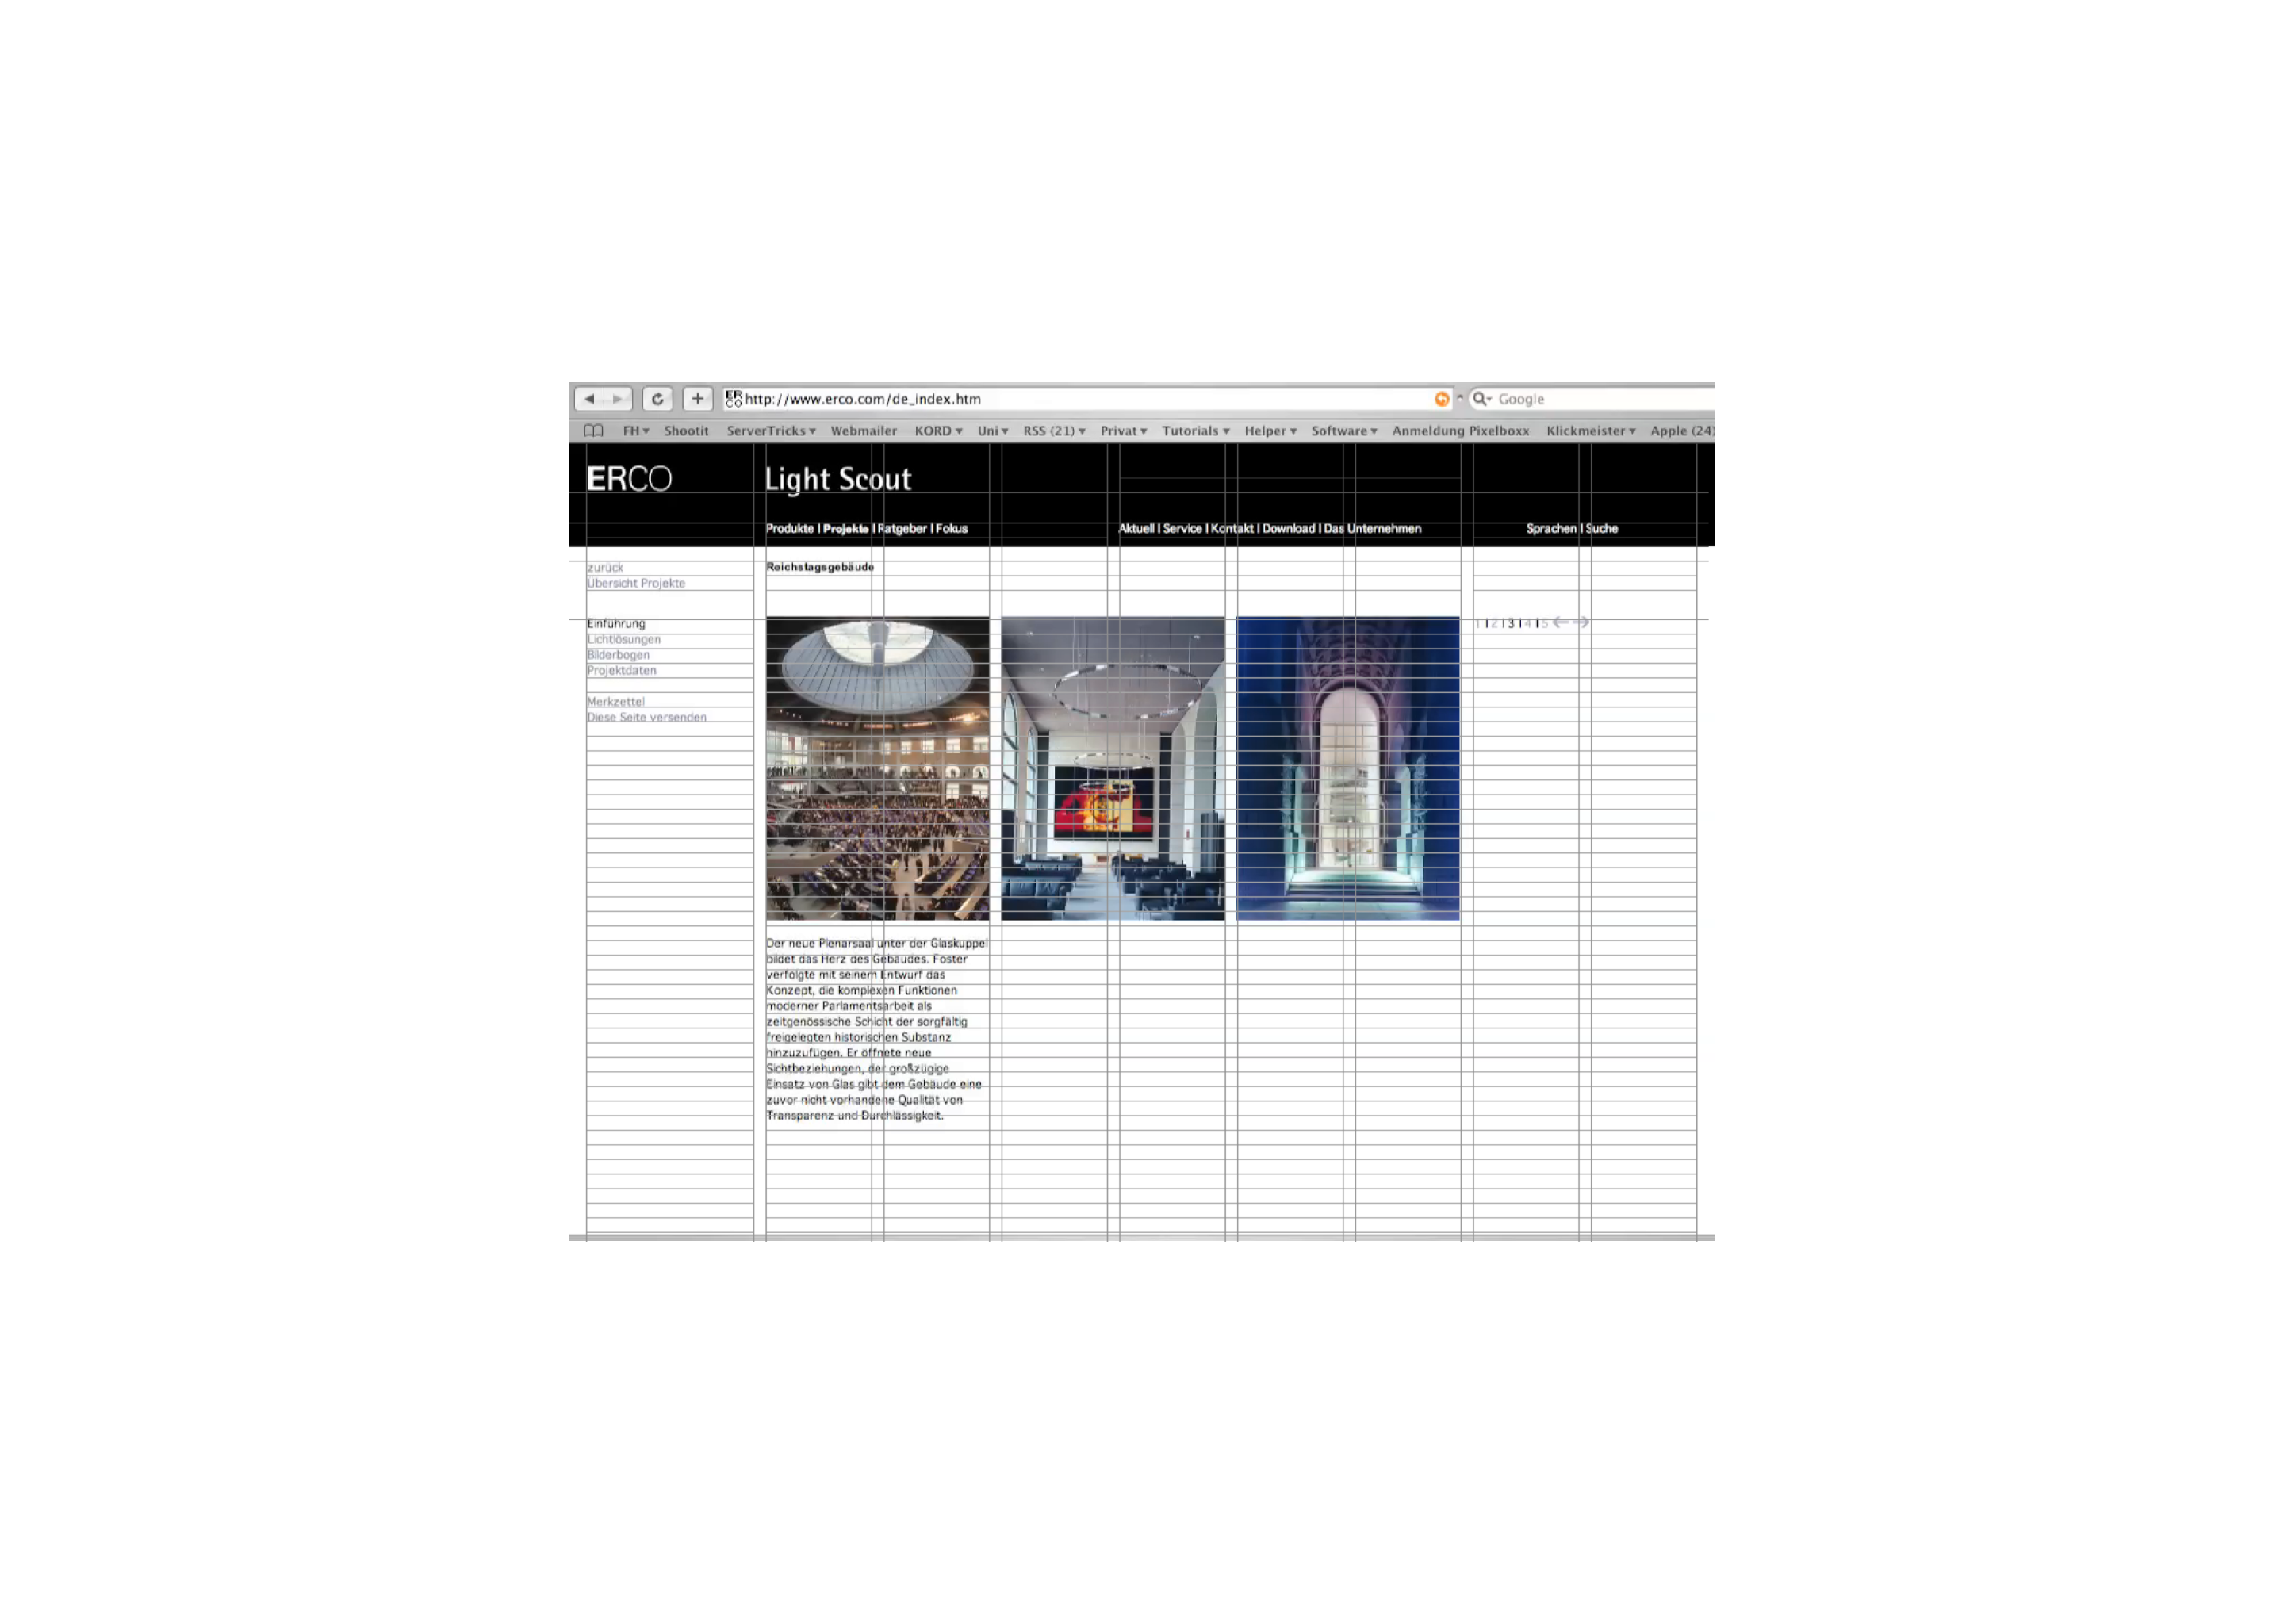 ERCO http://www.erco.com/de_index.htm Google
FH Shootit ServerTricks Webmailer KORD Uni RSS (21) Privat Tutorials Helper Software Anmeldung Pixelboxx Klickmeister Apple (24)
ERCO Light Scout
Produkte | Projekte | Ratgeber | Fokus Aktuell | Service | Kontakt | Download | Das Unternehmen Sprachen | Suche
zurück
Übersicht Projekte
Reichstagsgebäude
Einführung
Lichtlösungen
Bilderbogen
Projektdaten
Merkzettel
Diese Seite versenden
1 | 2 | 3 | 4 | 5 ← →
Der neue Plenarsaal unter der Glaskuppel
bildet das Herz des Gebäudes. Foster
verfolgte mit seinem Entwurf das
Konzept, die komplexen Funktionen
moderner Parlamentsarbeit als
zeitgenössische Schicht der sorgfältig
freigelegten historischen Substanz
hinzuzufügen. Er öffnete neue
Sichtbeziehungen, der großzügige
Einsatz von Glas gibt dem Gebäude eine
zuvor nicht vorhandene Qualität von
Transparenz und Durchlässigkeit.